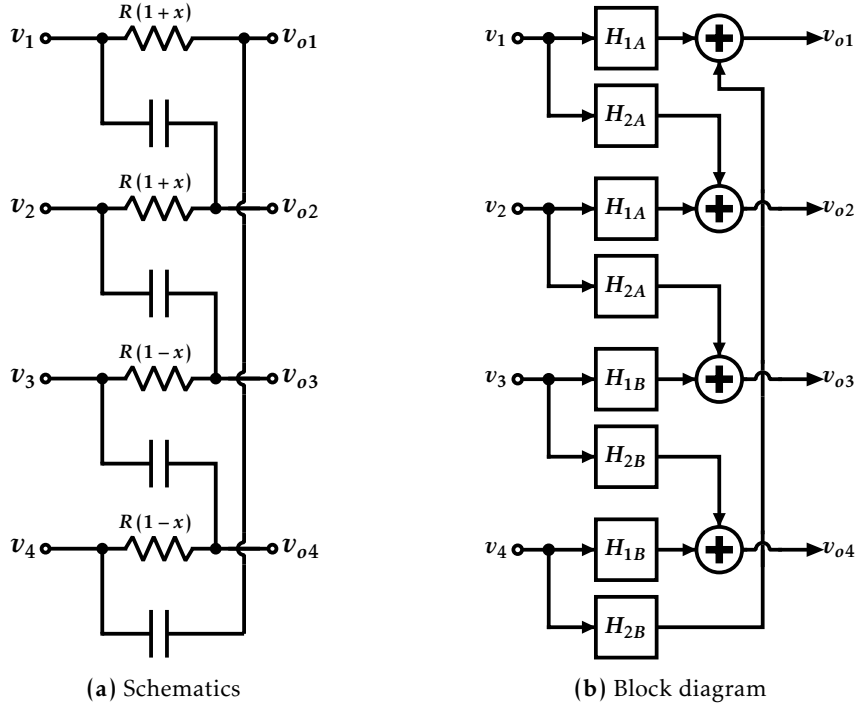 R(1+x)
v1 vo1
R(1+x)
v2 vo2
R(1−x)
v3 vo3
R(1−x)
v4 vo4
(a) Schematics
v1 H1A + vo1
H2A
v2 H1A + vo2
H2A
v3 H1B + vo3
H2B
v4 H1B + vo4
H2B
(b) Block diagram